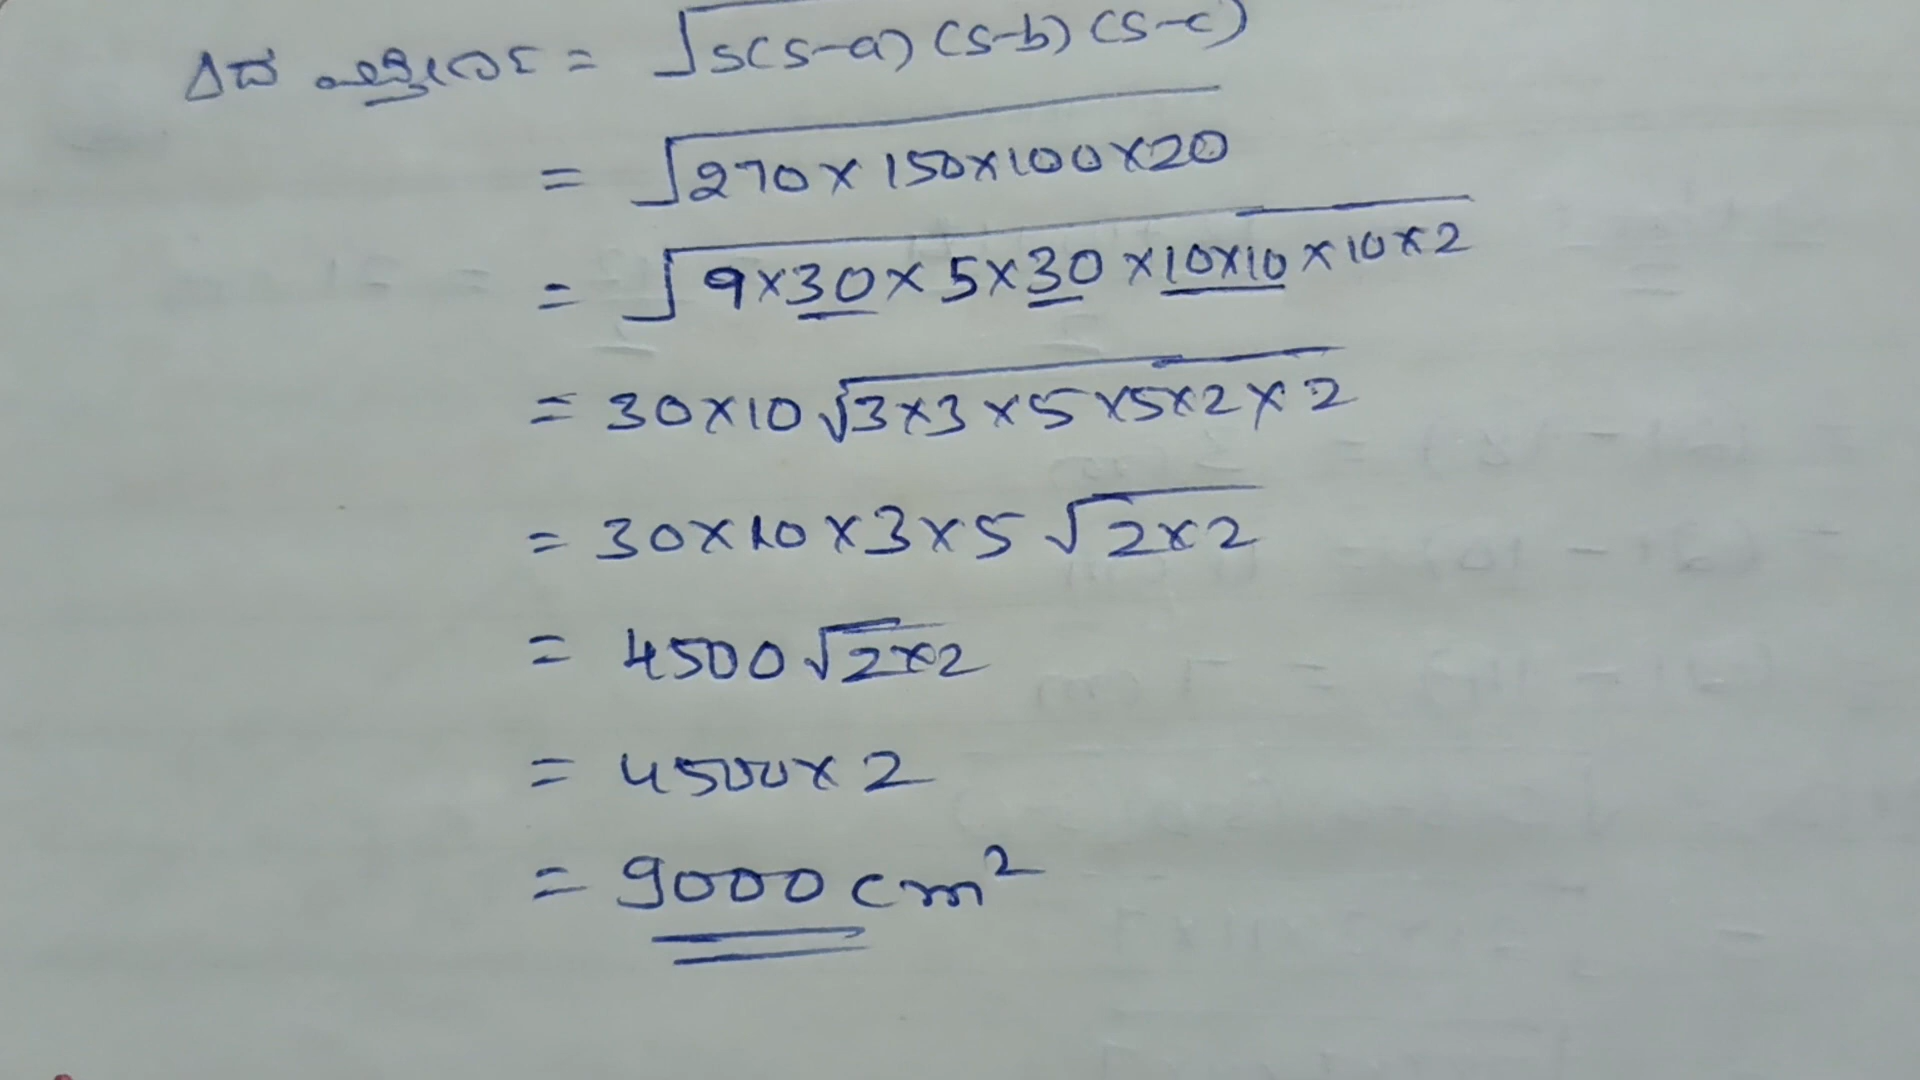 Δದ ವಿಸ್ತೀರ್ಣ = √s(s-a) (s-b) (s-c)
= √270 × 150 × 100 × 20
= √9 × 30 × 5 × 30 × 10 × 10 × 10 × 2
= 30 × 10 √3 × 3 × 5 × 5 × 2 × 2
= 30 × 10 × 3 × 5 √2 × 2
= 4500 √2 × 2
= 4500 × 2
= 9000 cm²